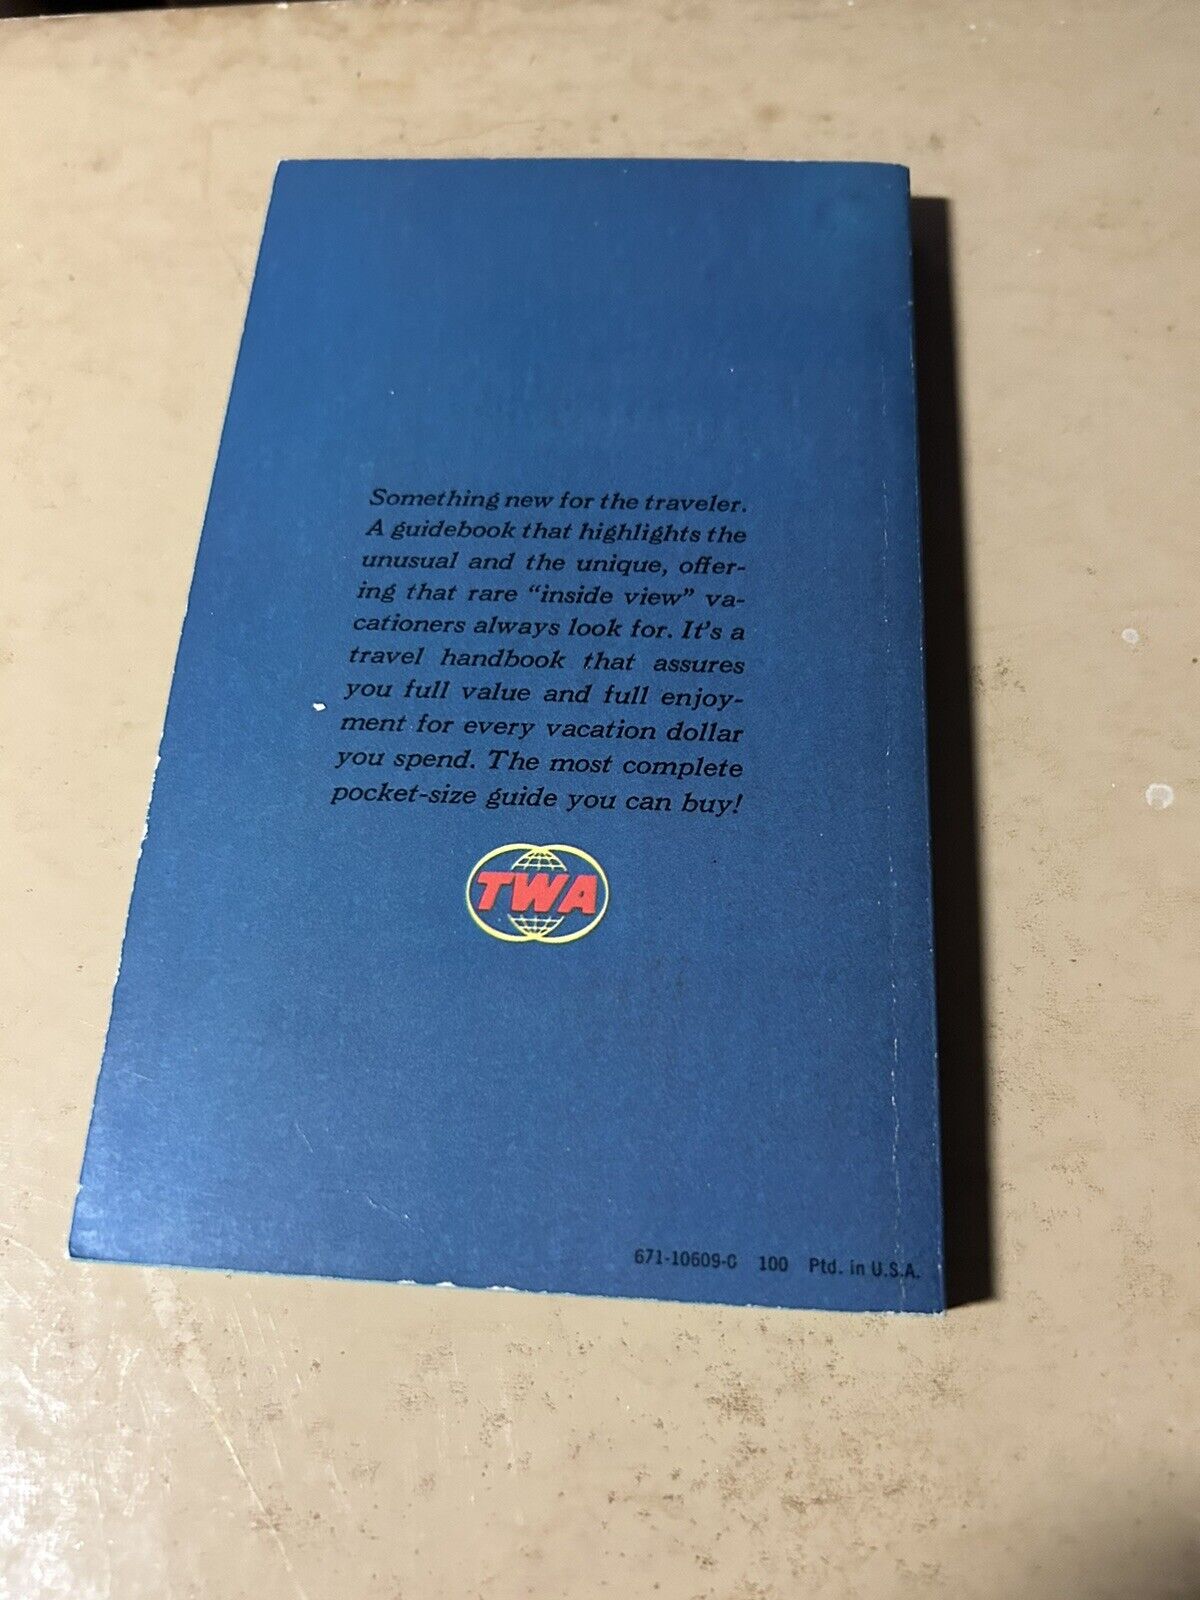 Something new for the traveler.
A guidebook that highlights the
unusual and the unique, offer-
ing that rare "inside view" va-
cationers always look for. It's a
travel handbook that assures
you full value and full enjoy-
ment for every vacation dollar
you spend. The most complete
pocket-size guide you can buy!
TWA
671-10609-C 100 Ptd. in U.S.A.